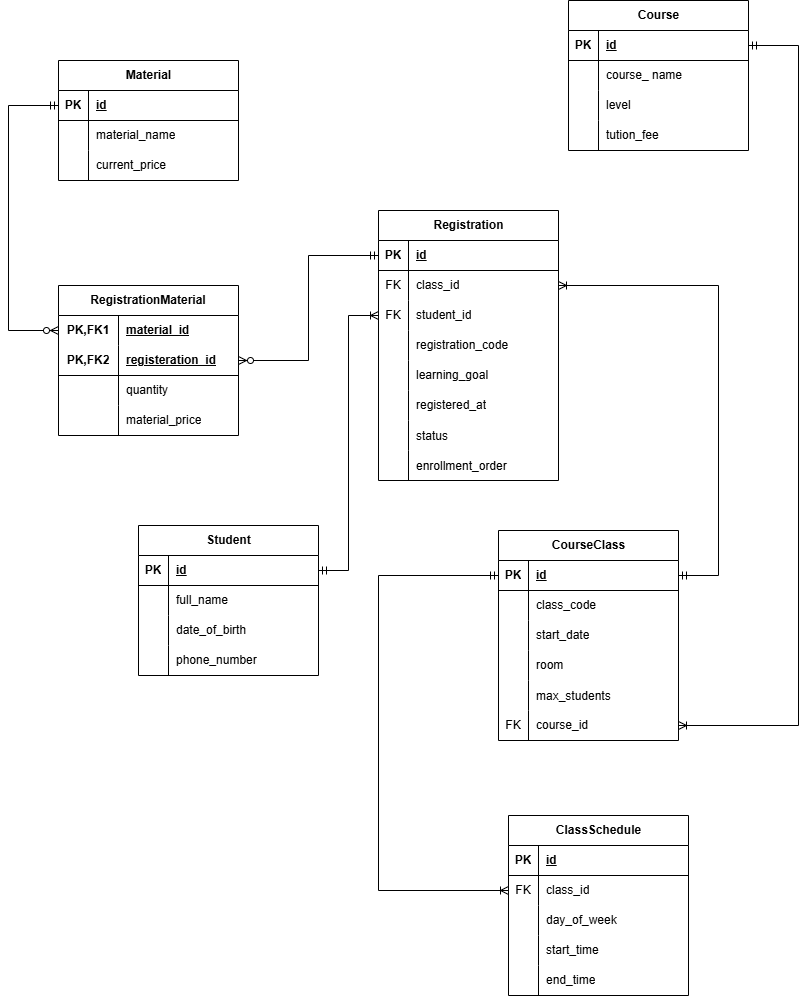 Course
PK id
course_ name
level
tution_fee
Material
PK id
material_name
current_price
Registration
PK id
FK class_id
FK student_id
registration_code
learning_goal
registered_at
status
enrollment_order
RegistrationMaterial
PK,FK1 material_id
PK,FK2 registeration_id
quantity
material_price
Student
PK id
full_name
date_of_birth
phone_number
CourseClass
PK id
class_code
start_date
room
max_students
FK course_id
ClassSchedule
PK id
FK class_id
day_of_week
start_time
end_time